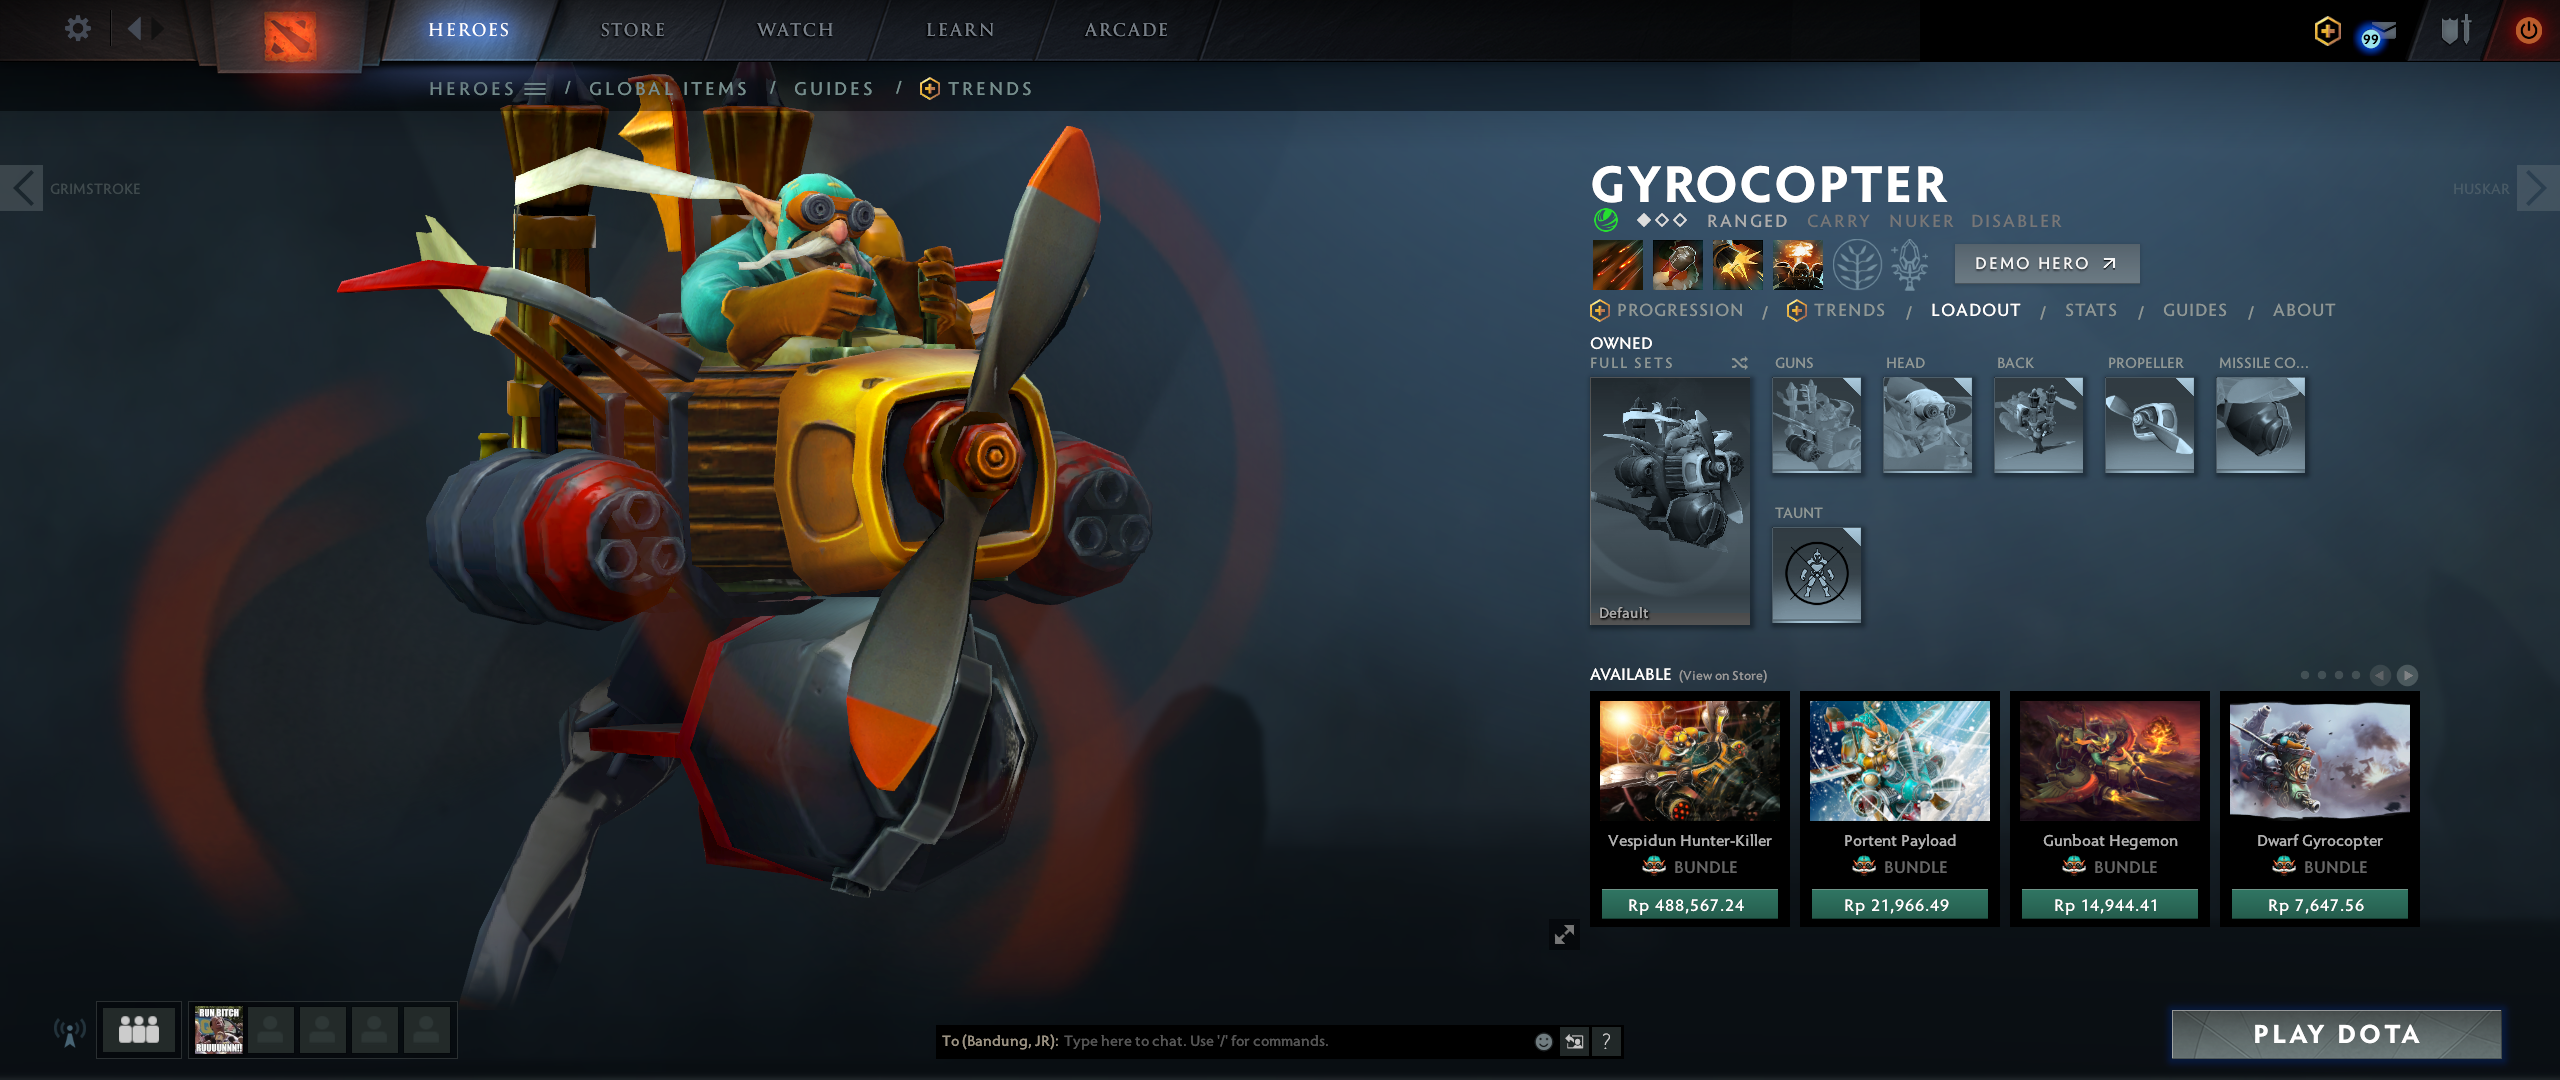 HEROES
STORE
WATCH
LEARN
ARCADE
99
HEROES / GLOBAL ITEMS / GUIDES / TRENDS
GRIMSTROKE
HUSKAR
GYROCOPTER
RANGED CARRY NUKER DISABLER
DEMO HERO
PROGRESSION / TRENDS / LOADOUT / STATS / GUIDES / ABOUT
OWNED
FULL SETS
GUNS
HEAD
BACK
PROPELLER
MISSILE CO...
Default
TAUNT
AVAILABLE (View on Store)
Vespidun Hunter-Killer
BUNDLE
Rp 488,567.24
Portent Payload
BUNDLE
Rp 21,966.49
Gunboat Hegemon
BUNDLE
Rp 14,944.41
Dwarf Gyrocopter
BUNDLE
Rp 7,647.56
RUN BITCH
RUUUUNNN!!
To (Bandung, JR): Type here to chat. Use '/' for commands.
?
PLAY DOTA